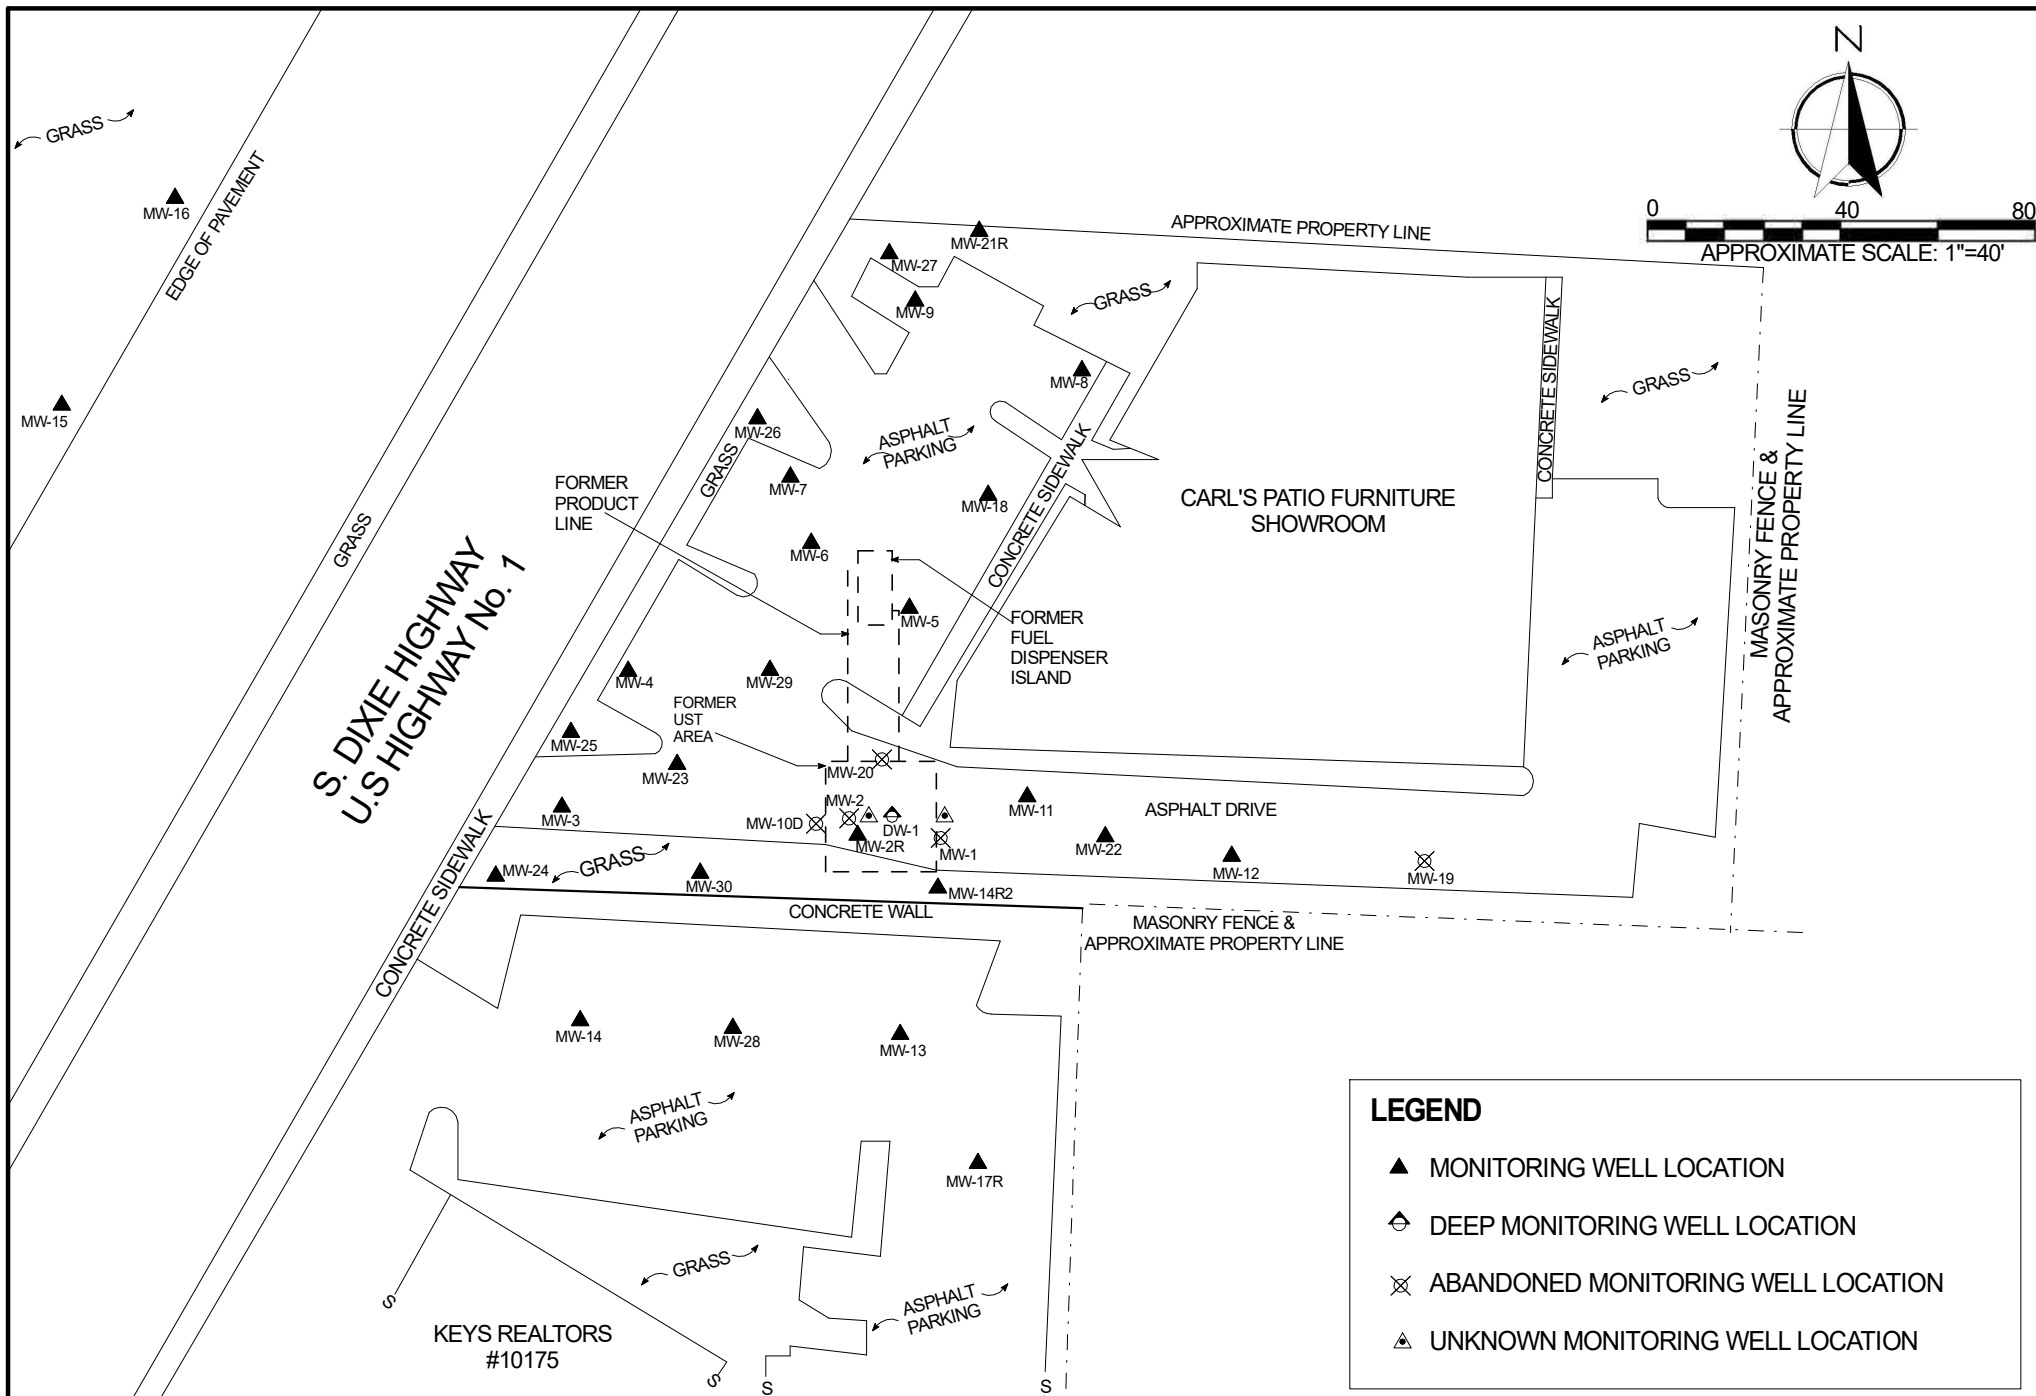 N
0 40 80
APPROXIMATE SCALE: 1"=40'
GRASS
MW-16
EDGE OF PAVEMENT
MW-15
GRASS
S. DIXIE HIGHWAY
U.S HIGHWAY No. 1
APPROXIMATE PROPERTY LINE
MW-21R
MW-27
MW-9
GRASS
MW-8
CONCRETE SIDEWALK
GRASS
MASONRY FENCE &
APPROXIMATE PROPERTY LINE
MW-26
GRASS
ASPHALT
PARKING
MW-7
FORMER
PRODUCT
LINE
MW-18
CONCRETE SIDEWALK
CARL'S PATIO FURNITURE
SHOWROOM
MW-6
MW-5
FORMER
FUEL
DISPENSER
ISLAND
ASPHALT
PARKING
MW-4
MW-29
FORMER
UST
AREA
MW-25
MW-23
MW-20
MW-3
MW-10D
MW-2
DW-1
MW-2R
MW-1
MW-11
ASPHALT DRIVE
MW-22
MW-12
MW-19
CONCRETE SIDEWALK
MW-24
GRASS
MW-30
MW-14R2
CONCRETE WALL
MASONRY FENCE &
APPROXIMATE PROPERTY LINE
MW-14
MW-28
MW-13
ASPHALT
PARKING
MW-17R
GRASS
ASPHALT
PARKING
S
KEYS REALTORS
#10175
S
S
S
LEGEND
MONITORING WELL LOCATION
DEEP MONITORING WELL LOCATION
ABANDONED MONITORING WELL LOCATION
UNKNOWN MONITORING WELL LOCATION